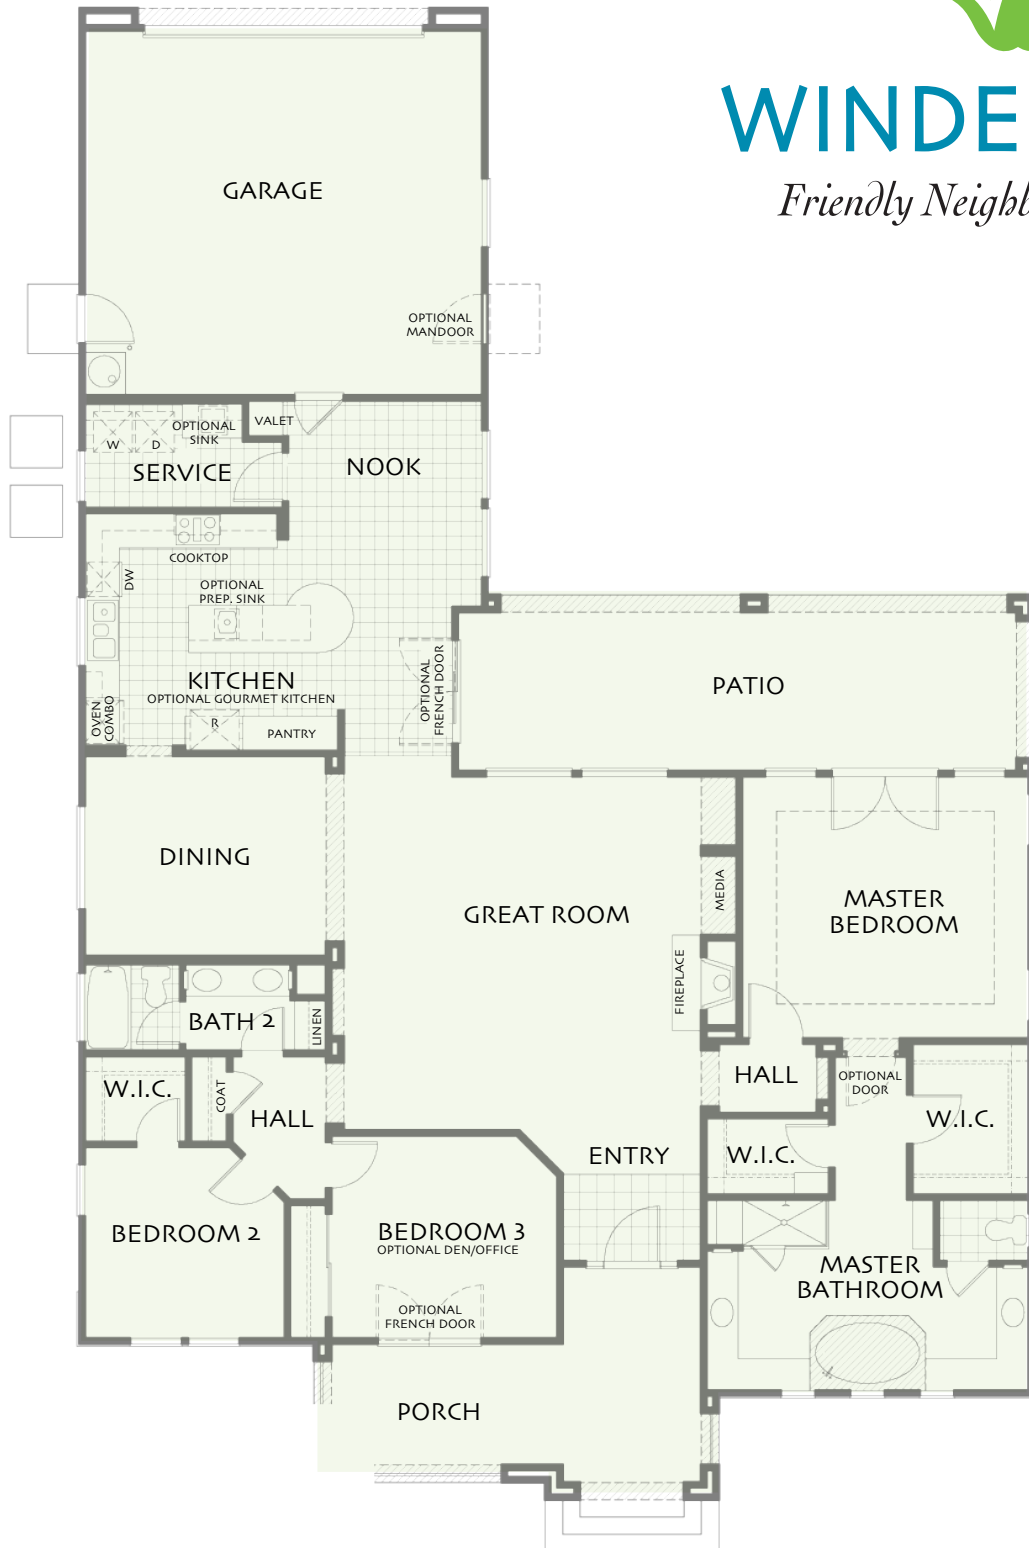 WINDE
Friendly Neighb
GARAGE
OPTIONAL
MANDOOR
VALET
OPTIONAL
SINK
W
D
SERVICE
NOOK
COOKTOP
DW
OPTIONAL
PREP. SINK
KITCHEN
OPTIONAL GOURMET KITCHEN
OVEN
COMBO
R
PANTRY
OPTIONAL
FRENCH DOOR
PATIO
DINING
GREAT ROOM
MEDIA
FIREPLACE
MASTER
BEDROOM
BATH 2
LINEN
W.I.C.
COAT
HALL
HALL
OPTIONAL
DOOR
W.I.C.
W.I.C.
ENTRY
BEDROOM 2
BEDROOM 3
OPTIONAL DEN/OFFICE
OPTIONAL
FRENCH DOOR
MASTER
BATHROOM
PORCH